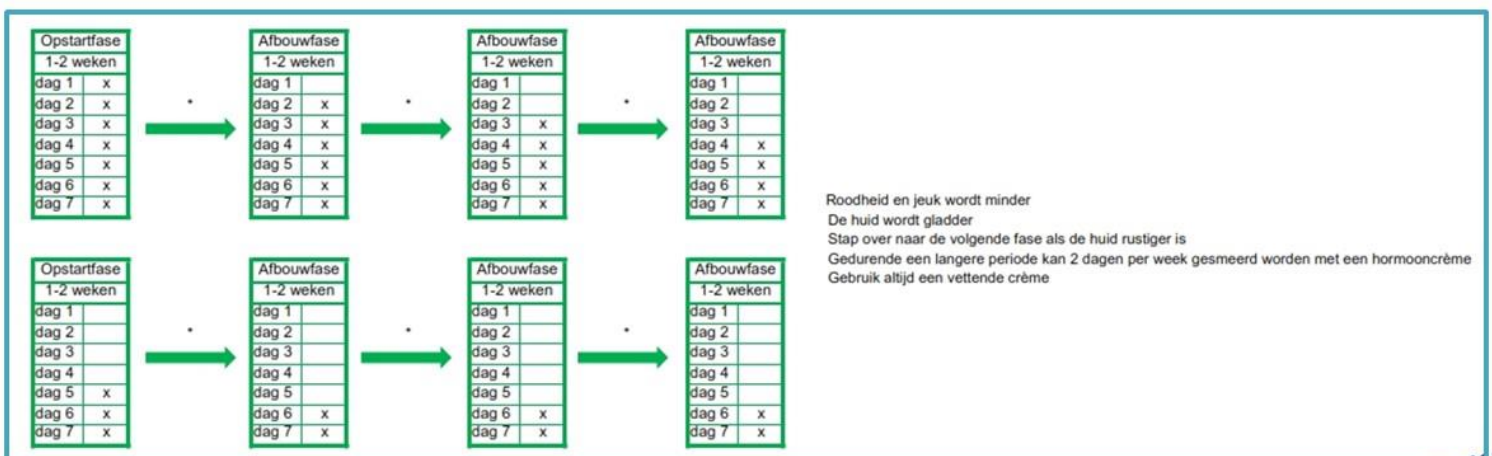 Opstartfase Afbouwfase Afbouwfase Afbouwfase
1-2 weken 1-2 weken 1-2 weken 1-2 weken
dag 1 x dag 1 dag 1 dag 1
dag 2 x * dag 2 x * dag 2 * dag 2
dag 3 x dag 3 x dag 3 x dag 3
dag 4 x dag 4 x dag 4 x dag 4 x
dag 5 x dag 5 x dag 5 x dag 5 x
dag 6 x dag 6 x dag 6 x dag 6 x
dag 7 x dag 7 x dag 7 x dag 7 x
Roodheid en jeuk wordt minder
De huid wordt gladder
Stap over naar de volgende fase als de huid rustiger is
Gedurende een langere periode kan 2 dagen per week gesmeerd worden met een hormooncrème
Gebruik altijd een vettende crème
Opstartfase Afbouwfase Afbouwfase Afbouwfase
1-2 weken 1-2 weken 1-2 weken 1-2 weken
dag 1 dag 1 dag 1 dag 1
dag 2 * dag 2 * dag 2 * dag 2
dag 3 dag 3 dag 3 dag 3
dag 4 dag 4 dag 4 dag 4
dag 5 x dag 5 dag 5 dag 5
dag 6 x dag 6 x dag 6 x dag 6 x
dag 7 x dag 7 x dag 7 x dag 7 x